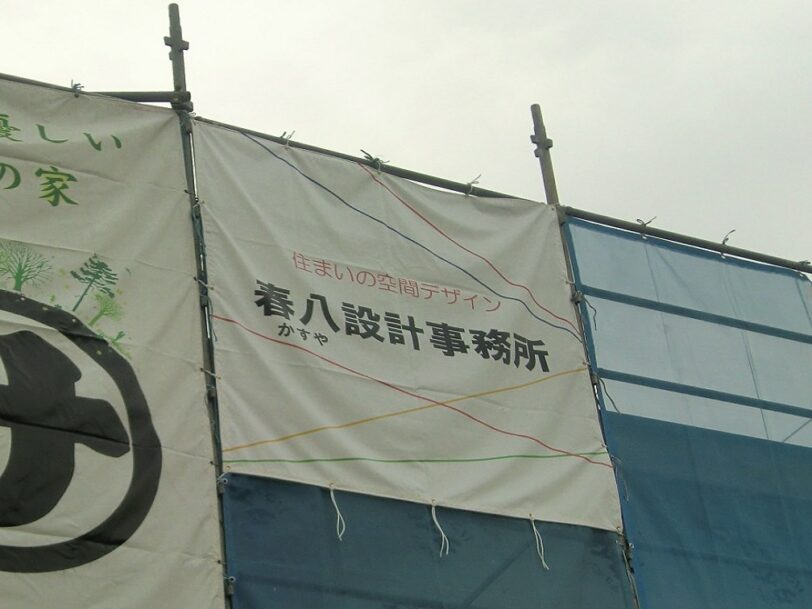 優しい
の家
住まいの空間デザイン
春八設計事務所
かすや